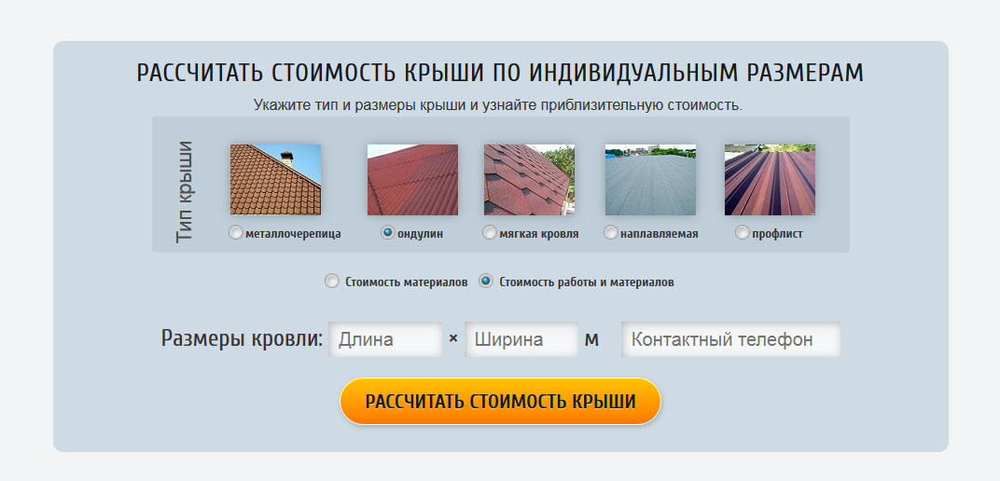 РАССЧИТАТЬ СТОИМОСТЬ КРЫШИ ПО ИНДИВИДУАЛЬНЫМ РАЗМЕРАМ
Укажите тип и размеры крыши и узнайте приблизительную стоимость.
Тип крыши
металлочерепица ондулин мягкая кровля наплавляемая профлист
Стоимость материалов Стоимость работы и материалов
Размеры кровли: Длина × Ширина м Контактный телефон
РАССЧИТАТЬ СТОИМОСТЬ КРЫШИ